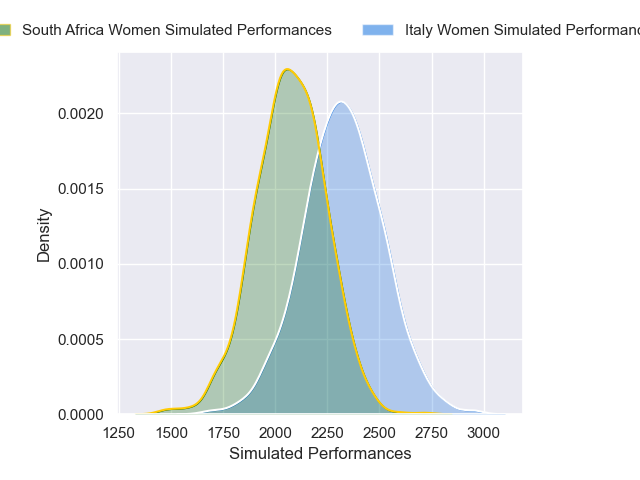 South Africa Women Simulated Performances Italy Women Simulated
0.0020
0.0015
0.0010
0.0005
0.0000
Density
1250 1500 1750 2000 2250 2500 2750 3000
Simulated Performances